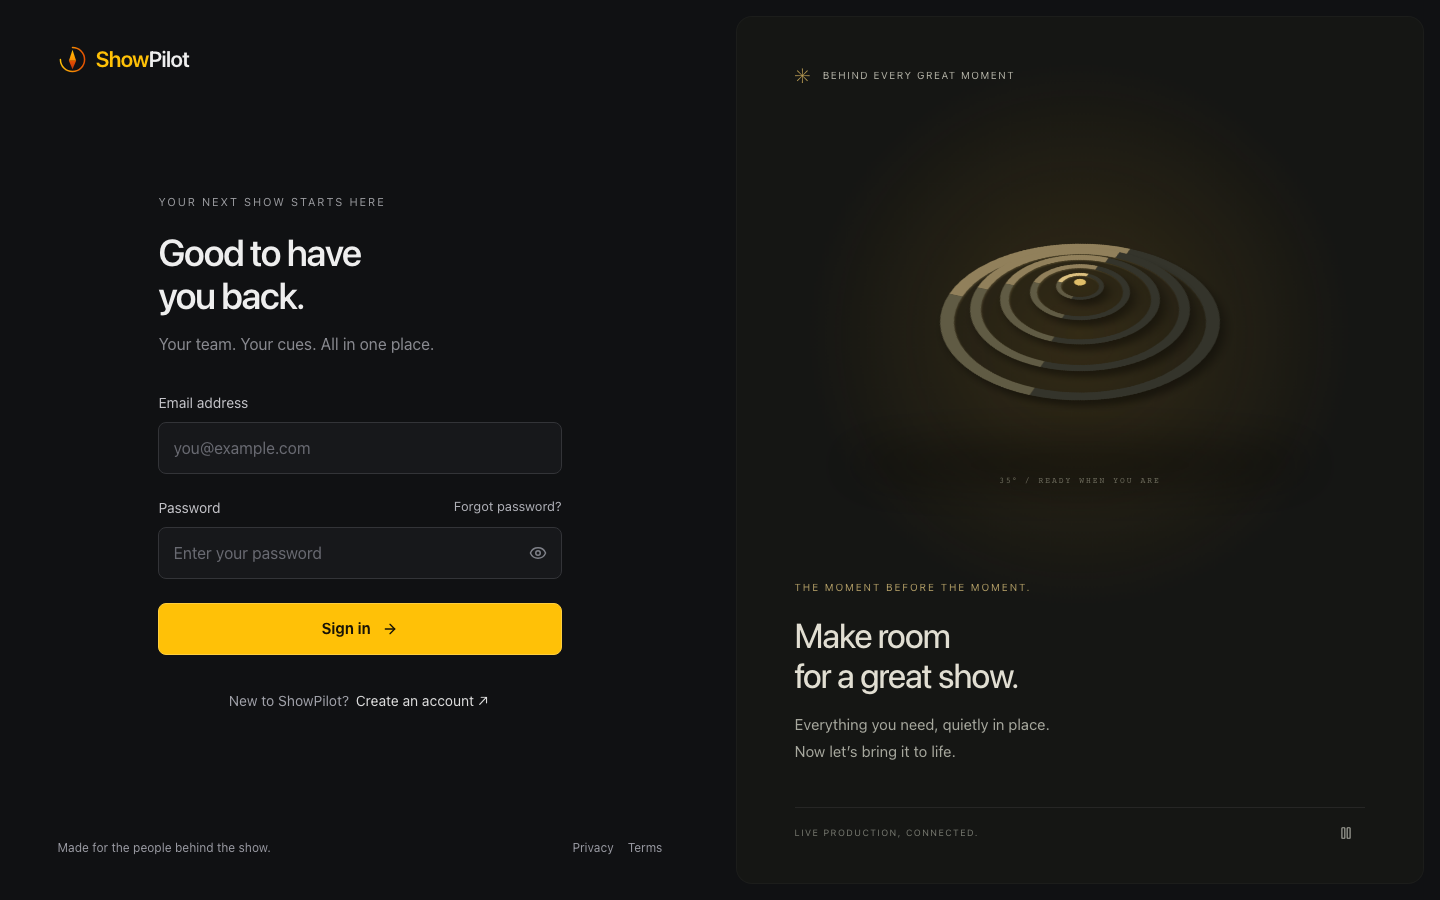 ShowPilot
YOUR NEXT SHOW STARTS HERE
Good to have
you back.
Your team. Your cues. All in one place.
Email address
you@example.com
Password
Forgot password?
Enter your password
Sign in →
New to ShowPilot? Create an account ↗
Made for the people behind the show.
Privacy
Terms
BEHIND EVERY GREAT MOMENT
35° / READY WHEN YOU ARE
THE MOMENT BEFORE THE MOMENT.
Make room
for a great show.
Everything you need, quietly in place.
Now let’s bring it to life.
LIVE PRODUCTION, CONNECTED.